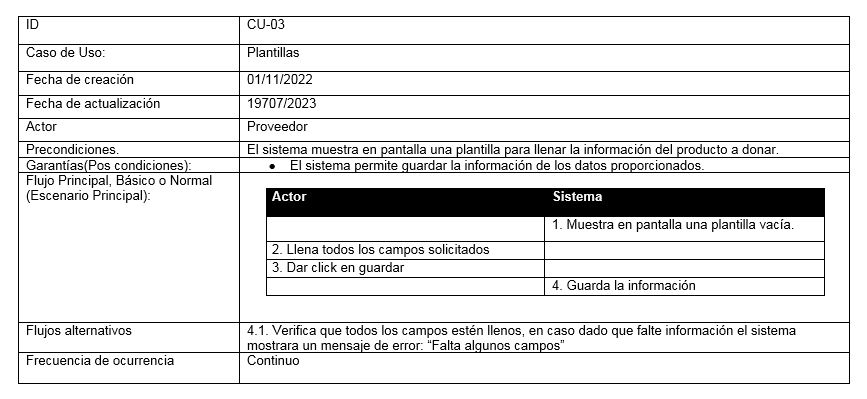 ID CU-03
Caso de Uso: Plantillas
Fecha de creación 01/11/2022
Fecha de actualización 19707/2023
Actor Proveedor
Precondiciones. El sistema muestra en pantalla una plantilla para llenar la información del producto a donar.
Garantías(Pos condiciones): • El sistema permite guardar la información de los datos proporcionados.
Flujo Principal, Básico o Normal
(Escenario Principal):
Actor Sistema
1. Muestra en pantalla una plantilla vacía.
2. Llena todos los campos solicitados
3. Dar click en guardar
4. Guarda la información
Flujos alternativos 4.1. Verifica que todos los campos estén llenos, en caso dado que falte información el sistema
mostrara un mensaje de error: “Falta algunos campos”
Frecuencia de ocurrencia Continuo